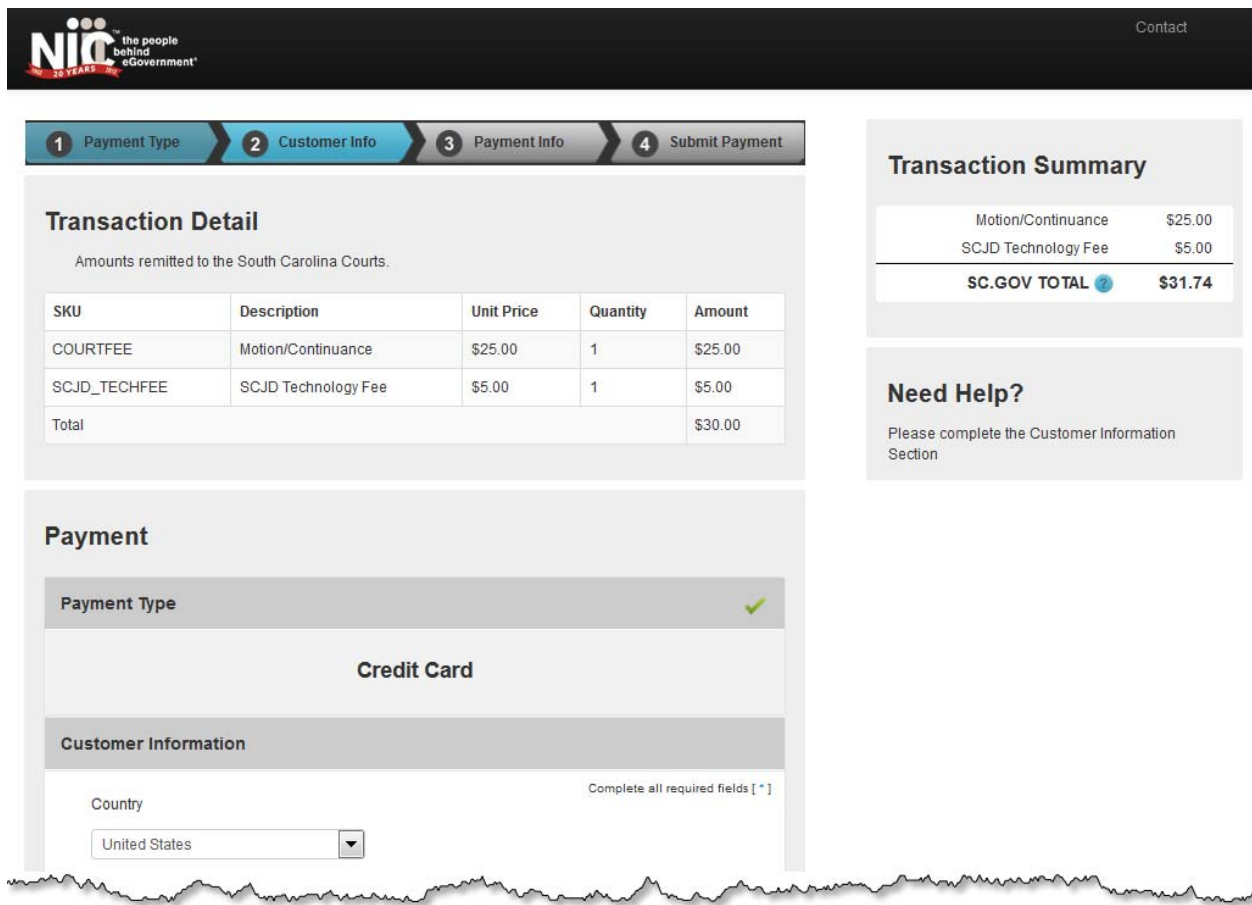 NIC™ the people
behind
eGovernment®
20 YEARS
Contact
1 Payment Type 2 Customer Info 3 Payment Info 4 Submit Payment
Transaction Detail
Amounts remitted to the South Carolina Courts.
SKU Description Unit Price Quantity Amount
COURTFEE Motion/Continuance $25.00 1 $25.00
SCJD_TECHFEE SCJD Technology Fee $5.00 1 $5.00
Total $30.00
Transaction Summary
Motion/Continuance $25.00
SCJD Technology Fee $5.00
SC.GOV TOTAL ? $31.74
Need Help?
Please complete the Customer Information
Section
Payment
Payment Type
Credit Card
Customer Information
Complete all required fields [ * ]
Country
United States